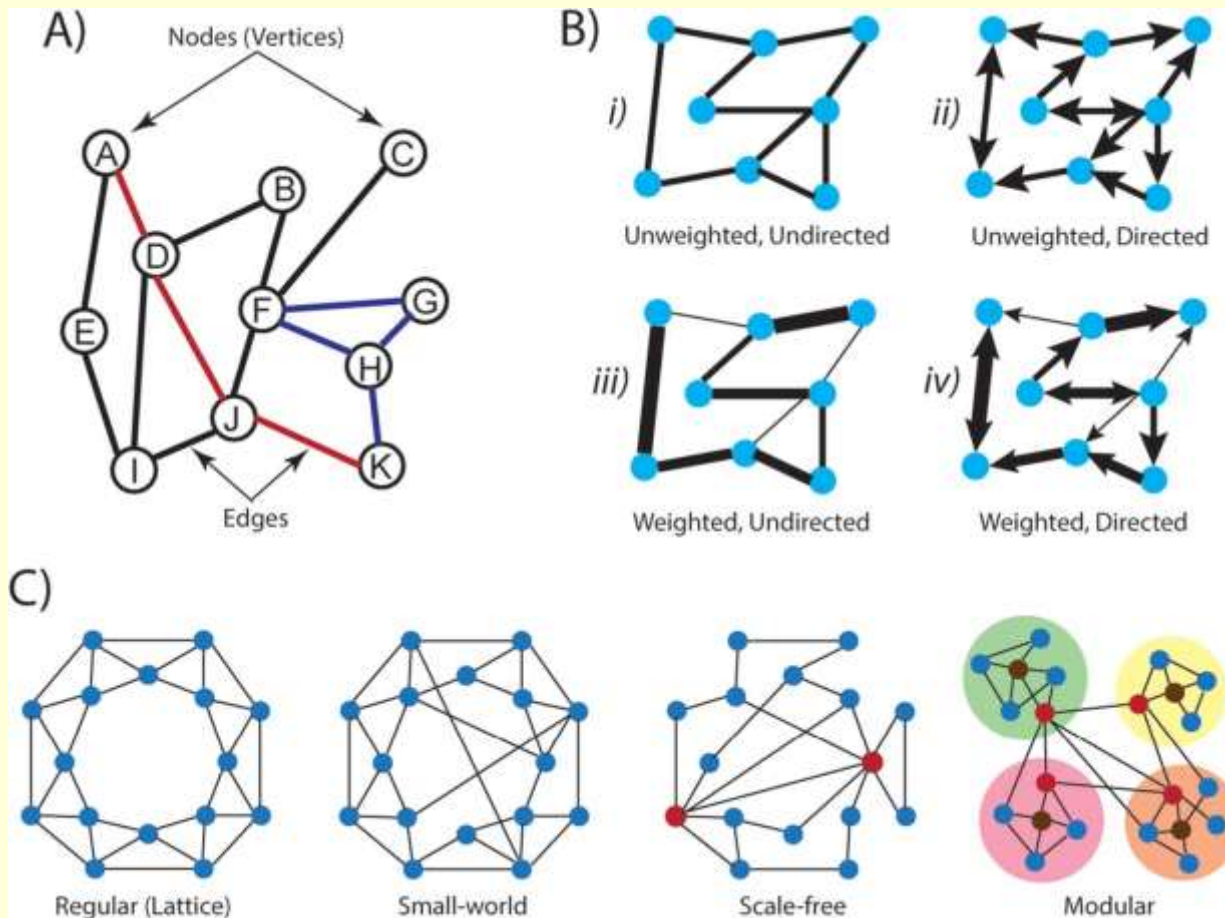 A)
Nodes (Vertices)
A
C
B
D
F
G
E
H
J
I
K
Edges
B)
i)
ii)
Unweighted, Undirected
Unweighted, Directed
iii)
iv)
Weighted, Undirected
Weighted, Directed
C)
Regular (Lattice)
Small-world
Scale-free
Modular